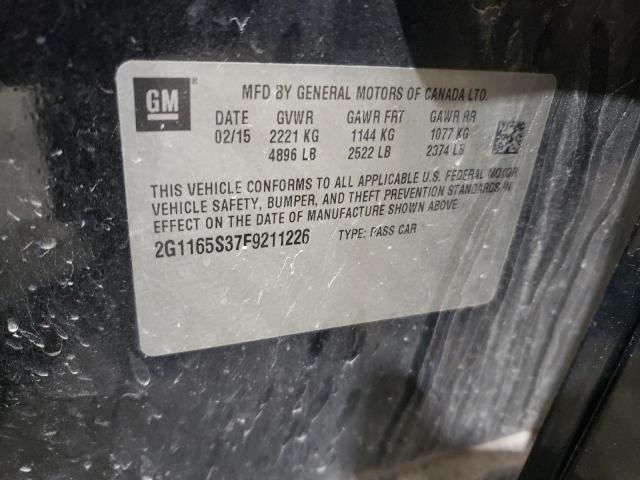 GM
®
MFD BY GENERAL MOTORS OF CANADA LTD.
DATE GVWR GAWR FRT GAWR RR
02/15 2221 KG 1144 KG 1077 KG
4896 LB 2522 LB 2374 LB
THIS VEHICLE CONFORMS TO ALL APPLICABLE U.S. FEDERAL MOTOR
VEHICLE SAFETY, BUMPER, AND THEFT PREVENTION STANDARDS IN
EFFECT ON THE DATE OF MANUFACTURE SHOWN ABOVE.
2G1165S37F9211226 TYPE: PASS CAR